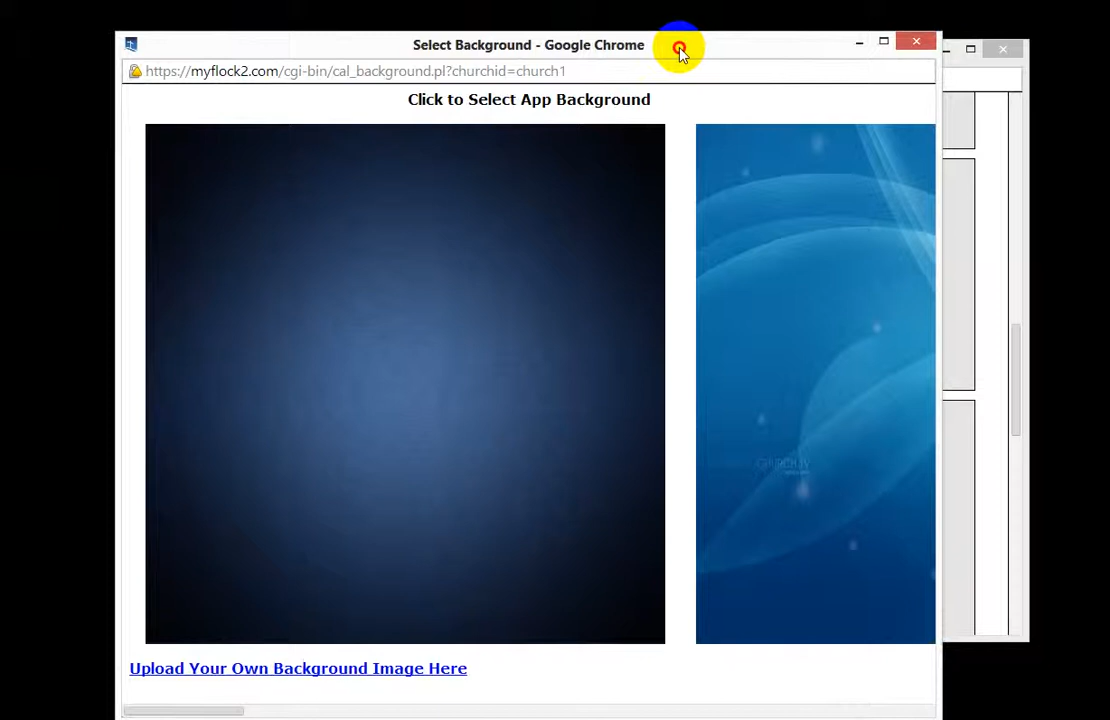 Select Background - Google Chrome
https://myflock2.com/cgi-bin/cal_background.pl?churchid=church1
Click to Select App Background
Upload Your Own Background Image Here